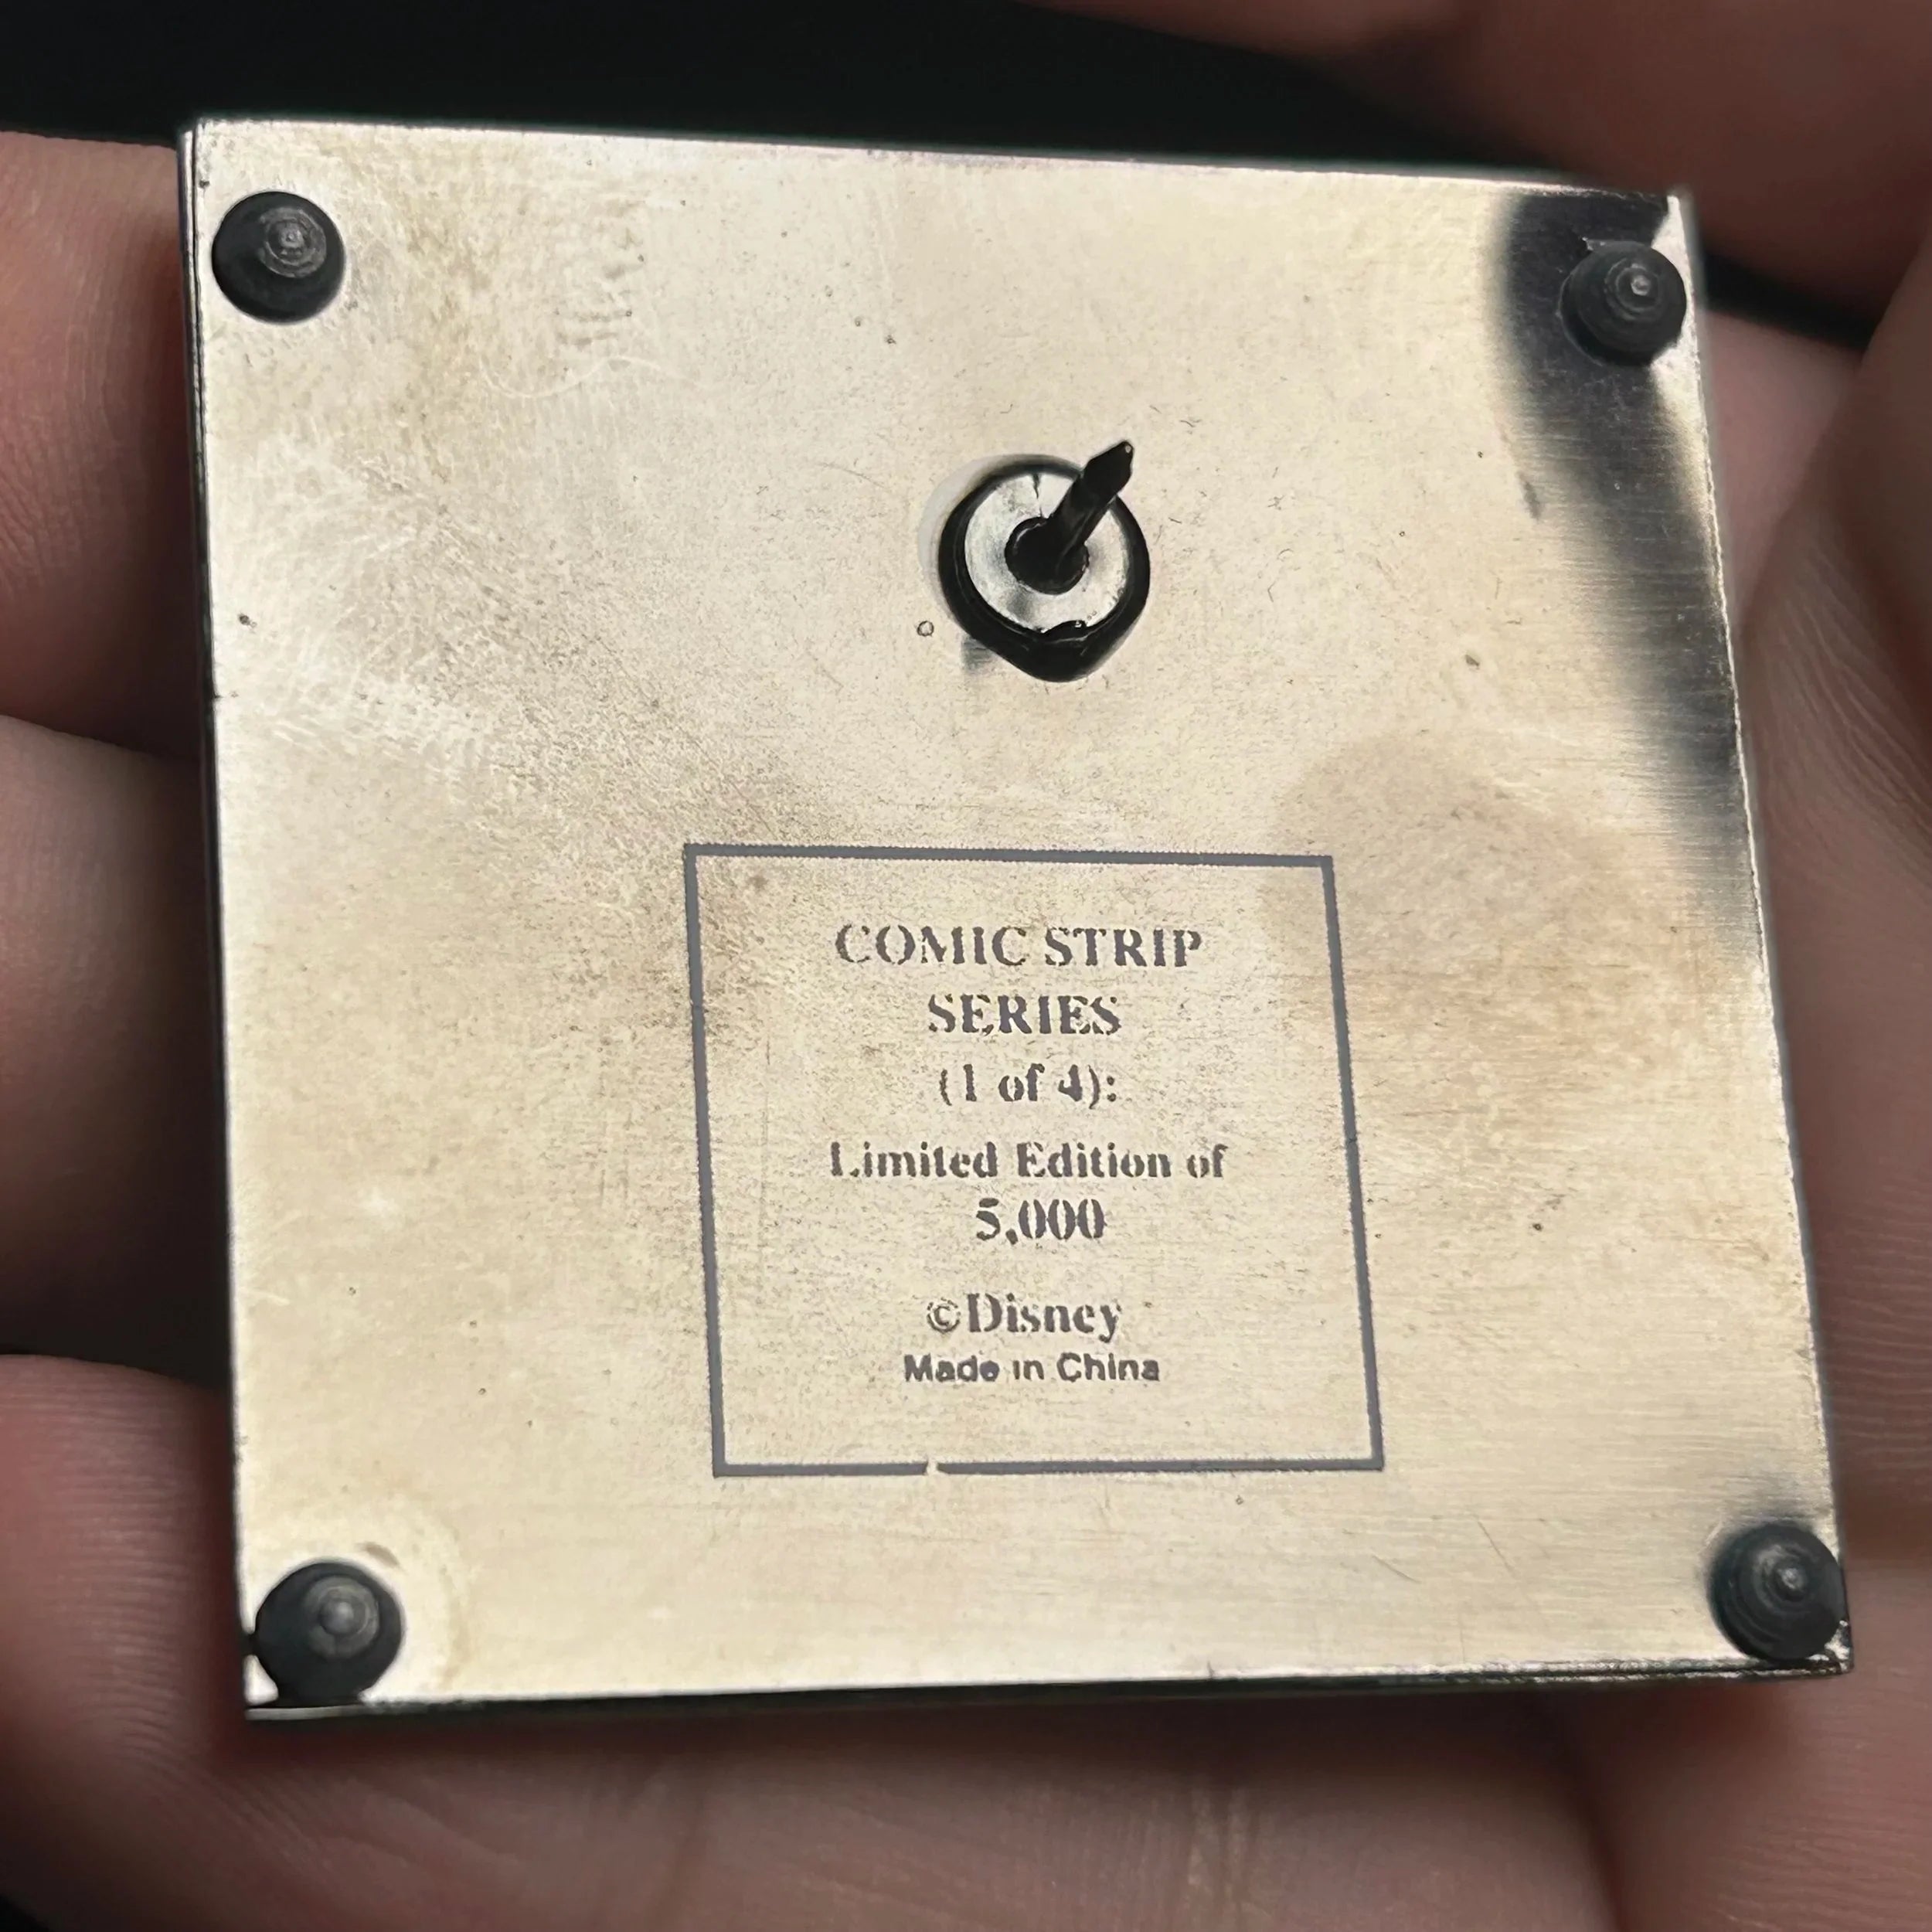 COMIC STRIP
SERIES
(1 of 4):
Limited Edition of
5,000
©Disney
Made in China